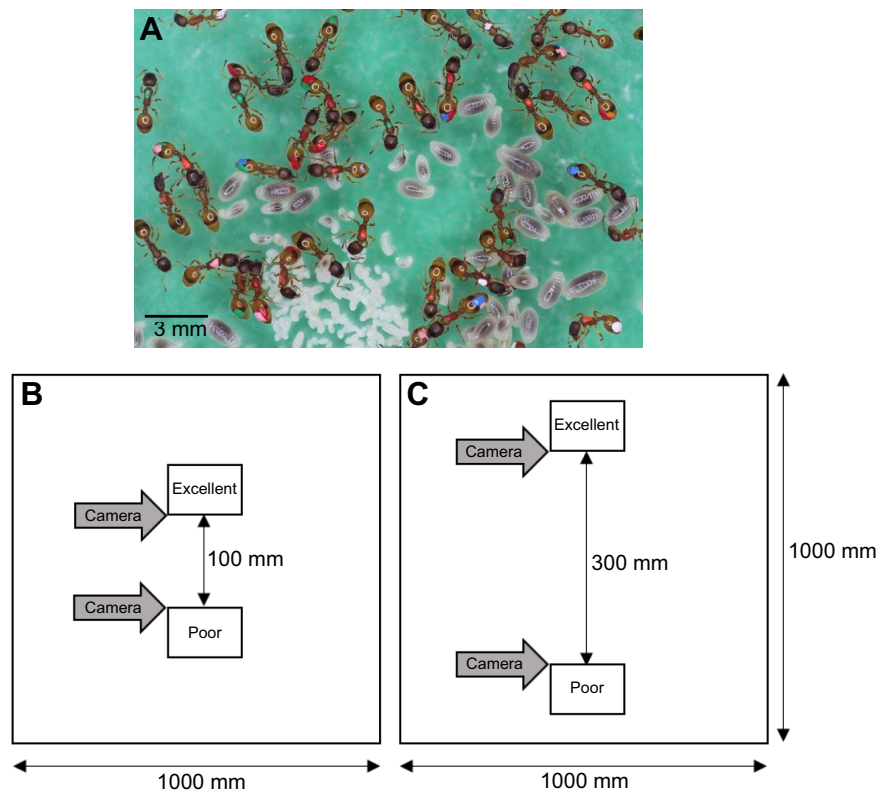 A
3 mm
B
Excellent
Camera
100 mm
Camera
Poor
1000 mm
C
Excellent
Camera
300 mm
1000 mm
Camera
Poor
1000 mm